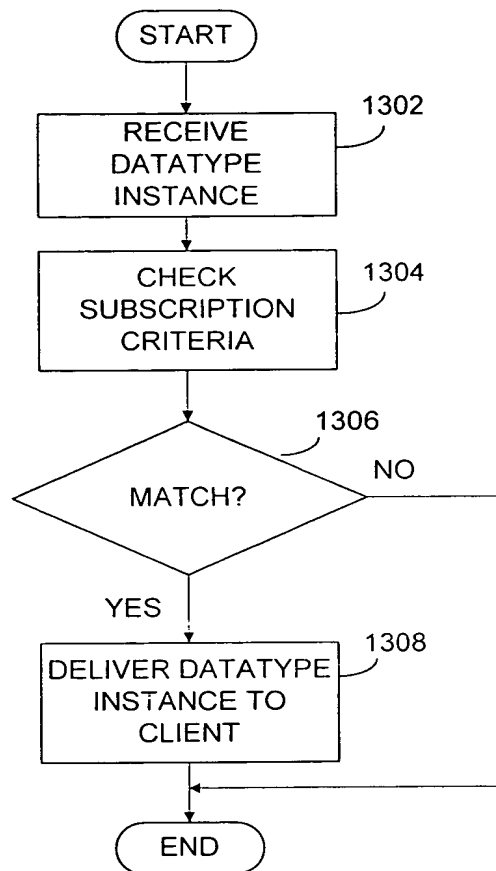 START
1302
RECEIVE
DATATYPE
INSTANCE
1304
CHECK
SUBSCRIPTION
CRITERIA
1306
MATCH?
NO
YES
1308
DELIVER DATATYPE
INSTANCE TO
CLIENT
END